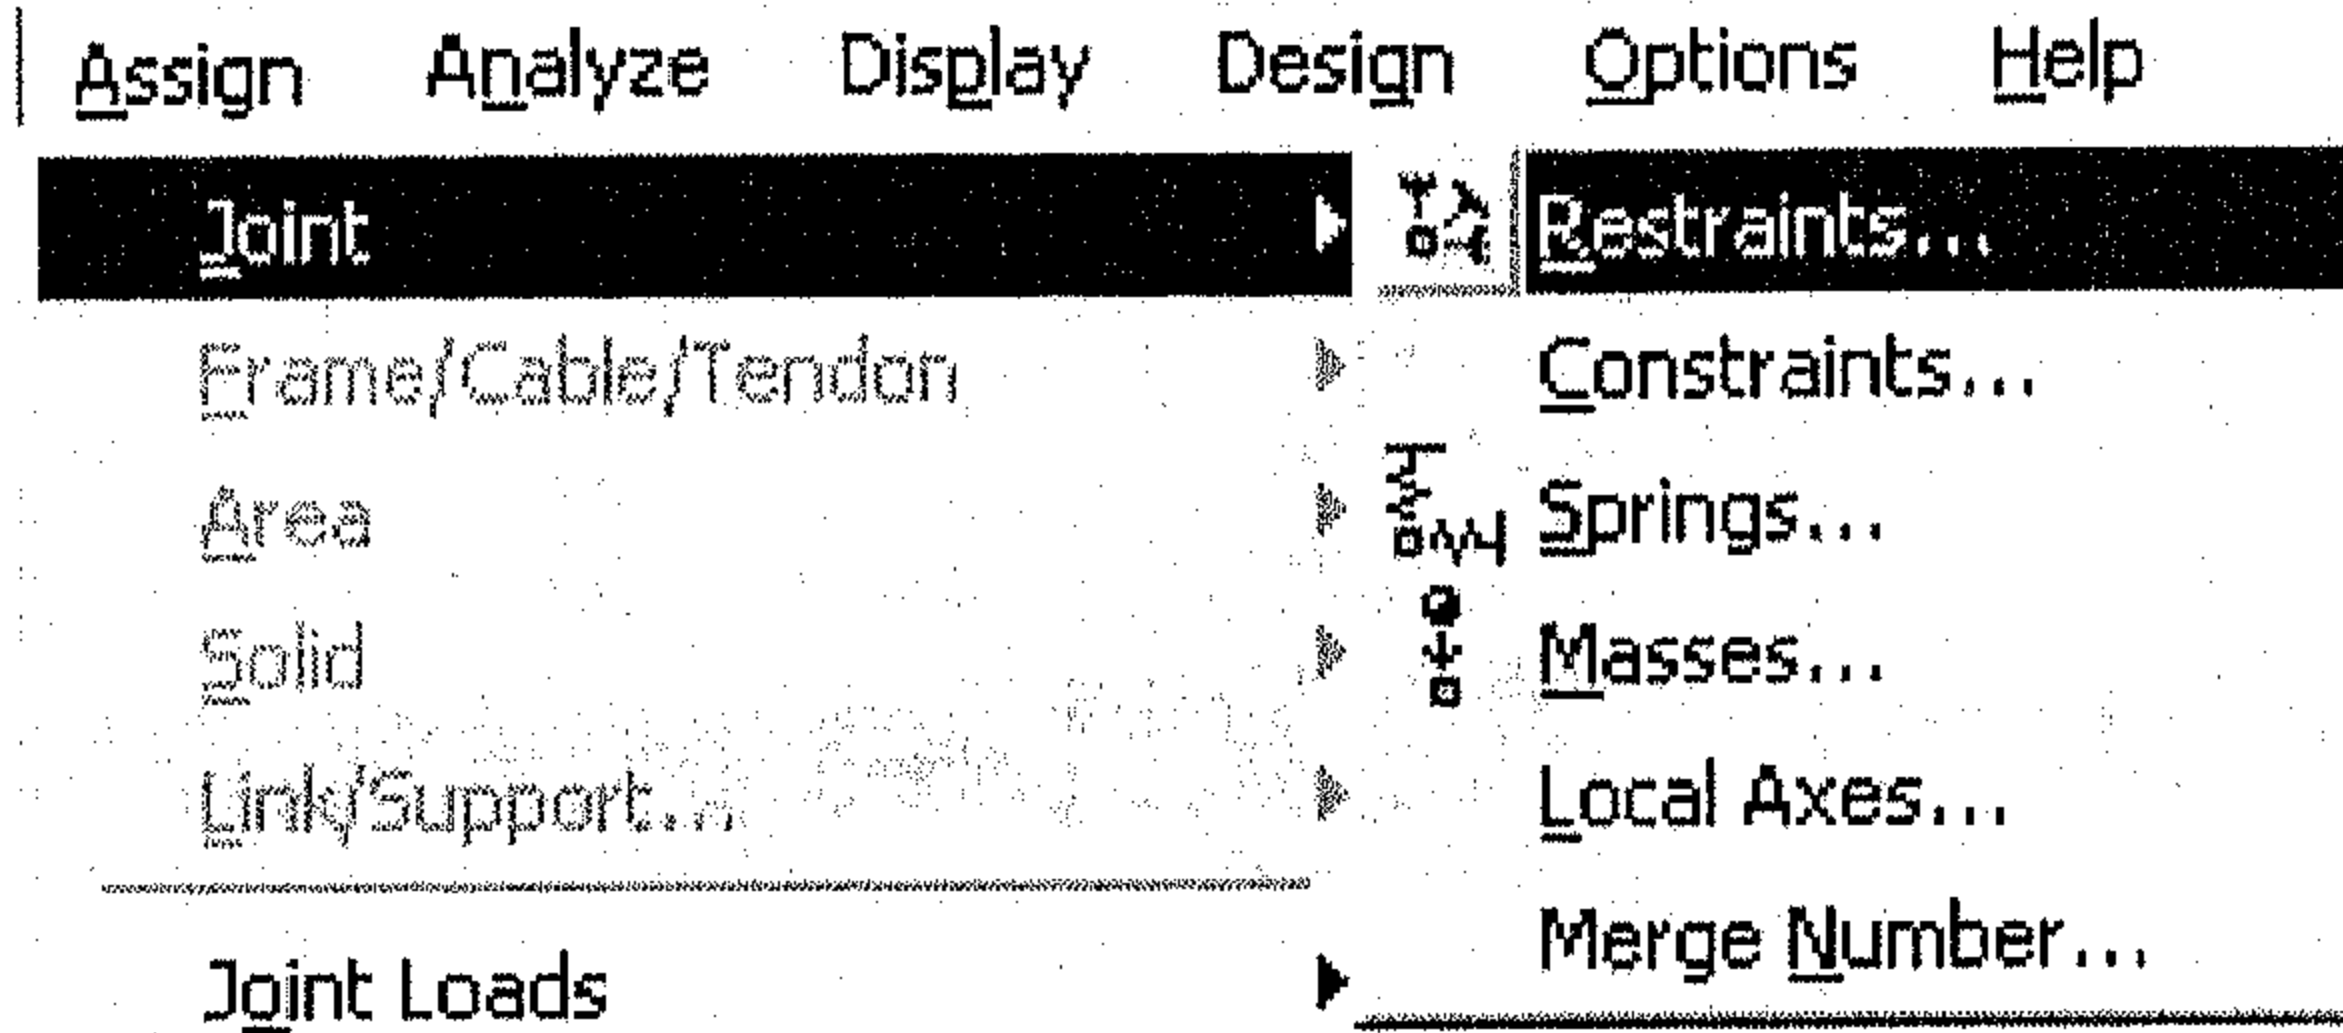 Assign Analyze Display Design Options Help
Joint Restraints...
Frame/Cable/Tendon Constraints...
Area Springs...
Solid Masses...
Link/Support... Local Axes...
Joint Loads Merge Number...